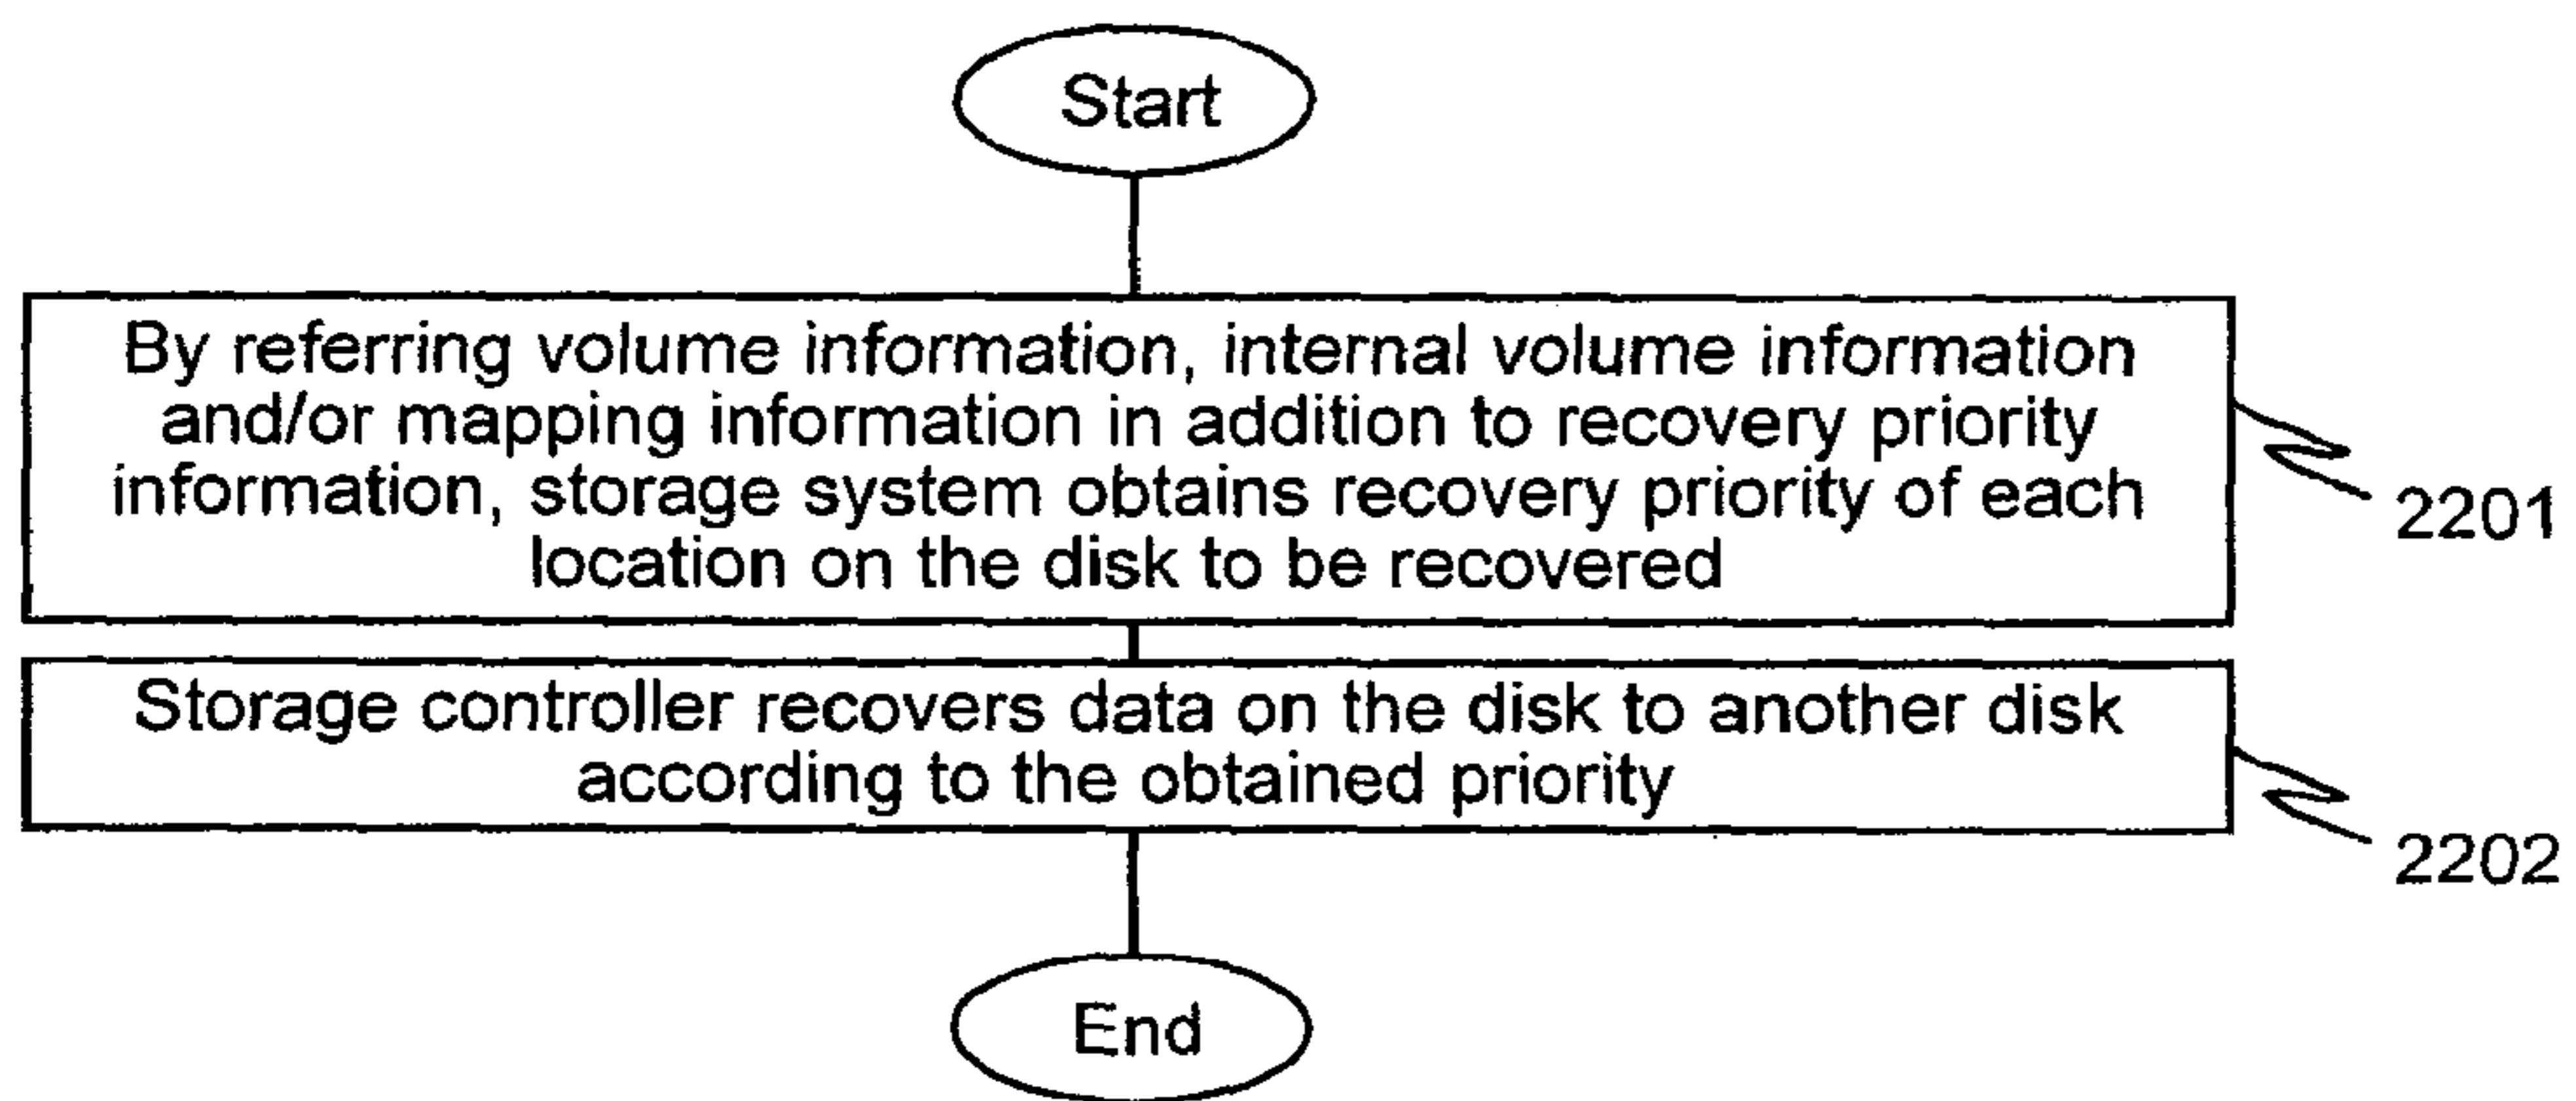 Start
By referring volume information, internal volume information
and/or mapping information in addition to recovery priority
information, storage system obtains recovery priority of each
location on the disk to be recovered
2201
Storage controller recovers data on the disk to another disk
according to the obtained priority
2202
End